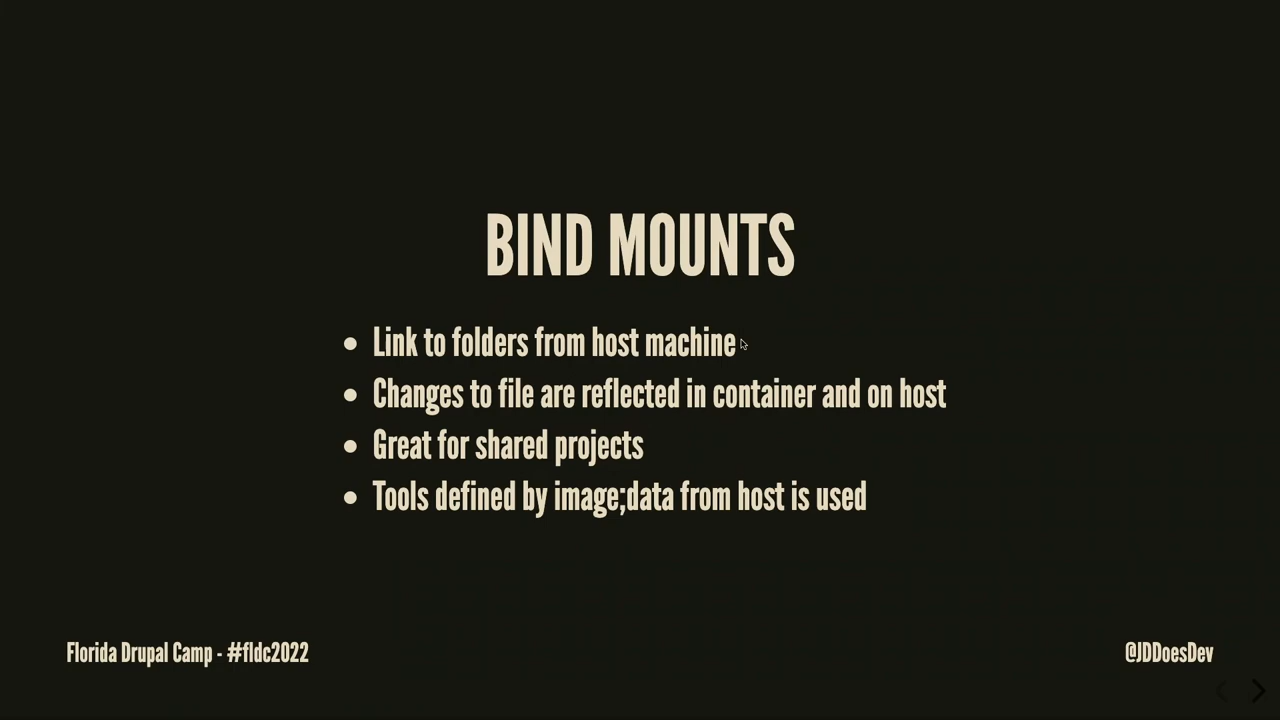 BIND MOUNTS
Link to folders from host machine
Changes to file are reflected in container and on host
Great for shared projects
Tools defined by image;data from host is used
Florida Drupal Camp - #fldc2022
@JDDoesDev